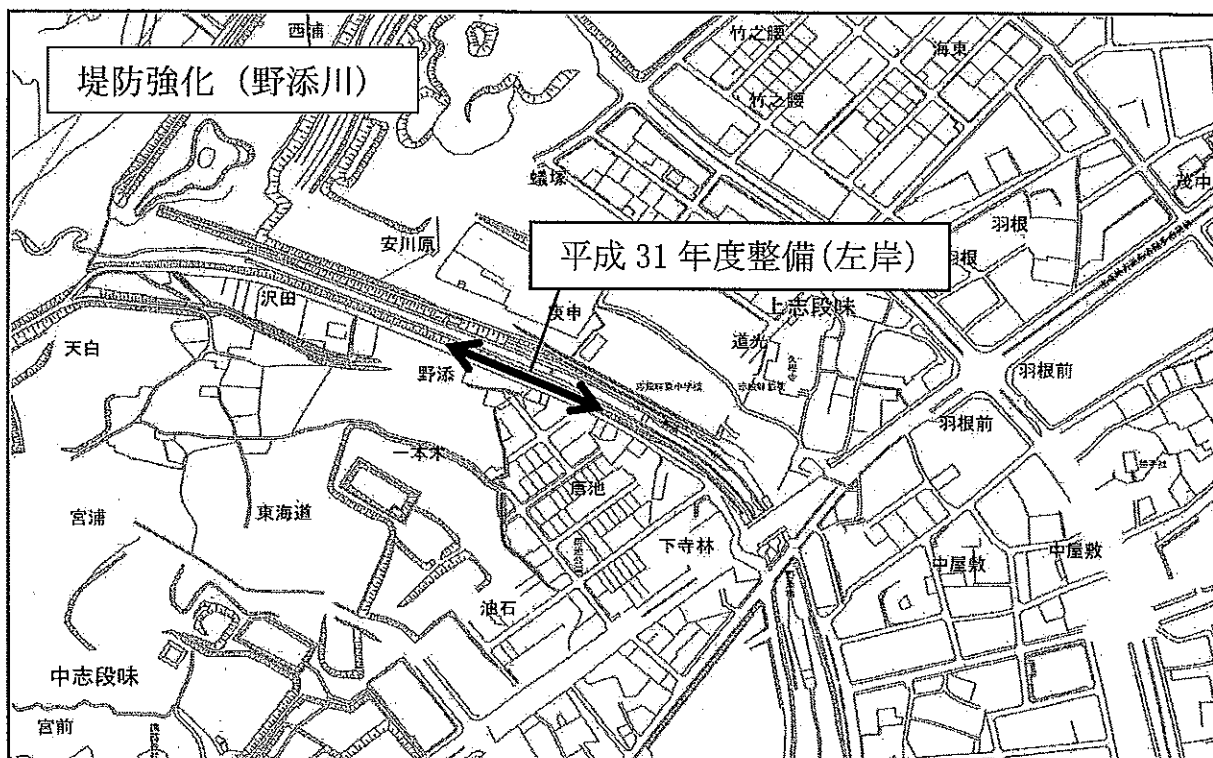 西浦
竹之腰
海東
堤防強化（野添川）
竹之腰
蟻塚
茂中
羽根
安川原
平成 31 年度整備(左岸)
羽根
沢田
上志段味
天白
道光
野添
羽根前
羽根前
一本木
唐池
宮浦
東海道
下寺林
中屋敷
中屋敷
油石
中志段味
宮前